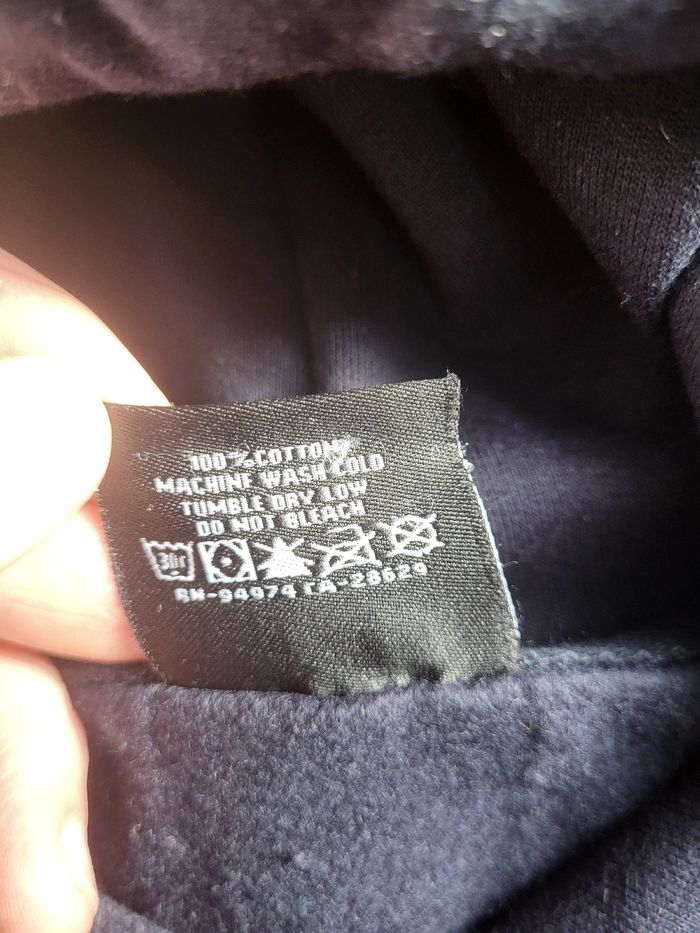 100% COTTON
MACHINE WASH COLD
TUMBLE DRY LOW
DO NOT BLEACH
RN-94974 CA-28629